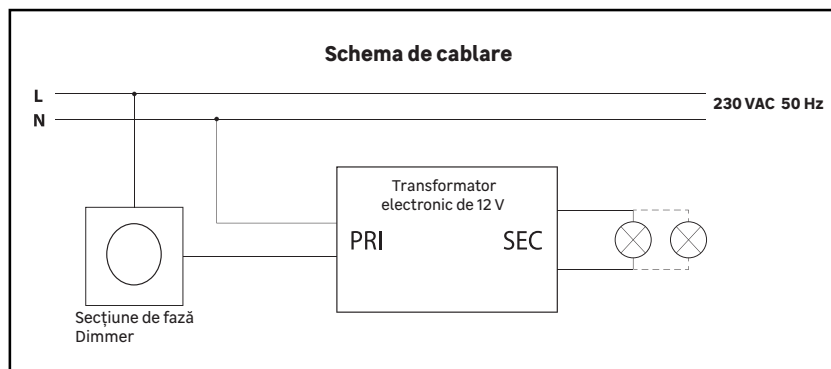 Schema de cablare
L
N
230 VAC 50 Hz
Transformator
electronic de 12 V
PRI
SEC
Secțiune de fază
Dimmer